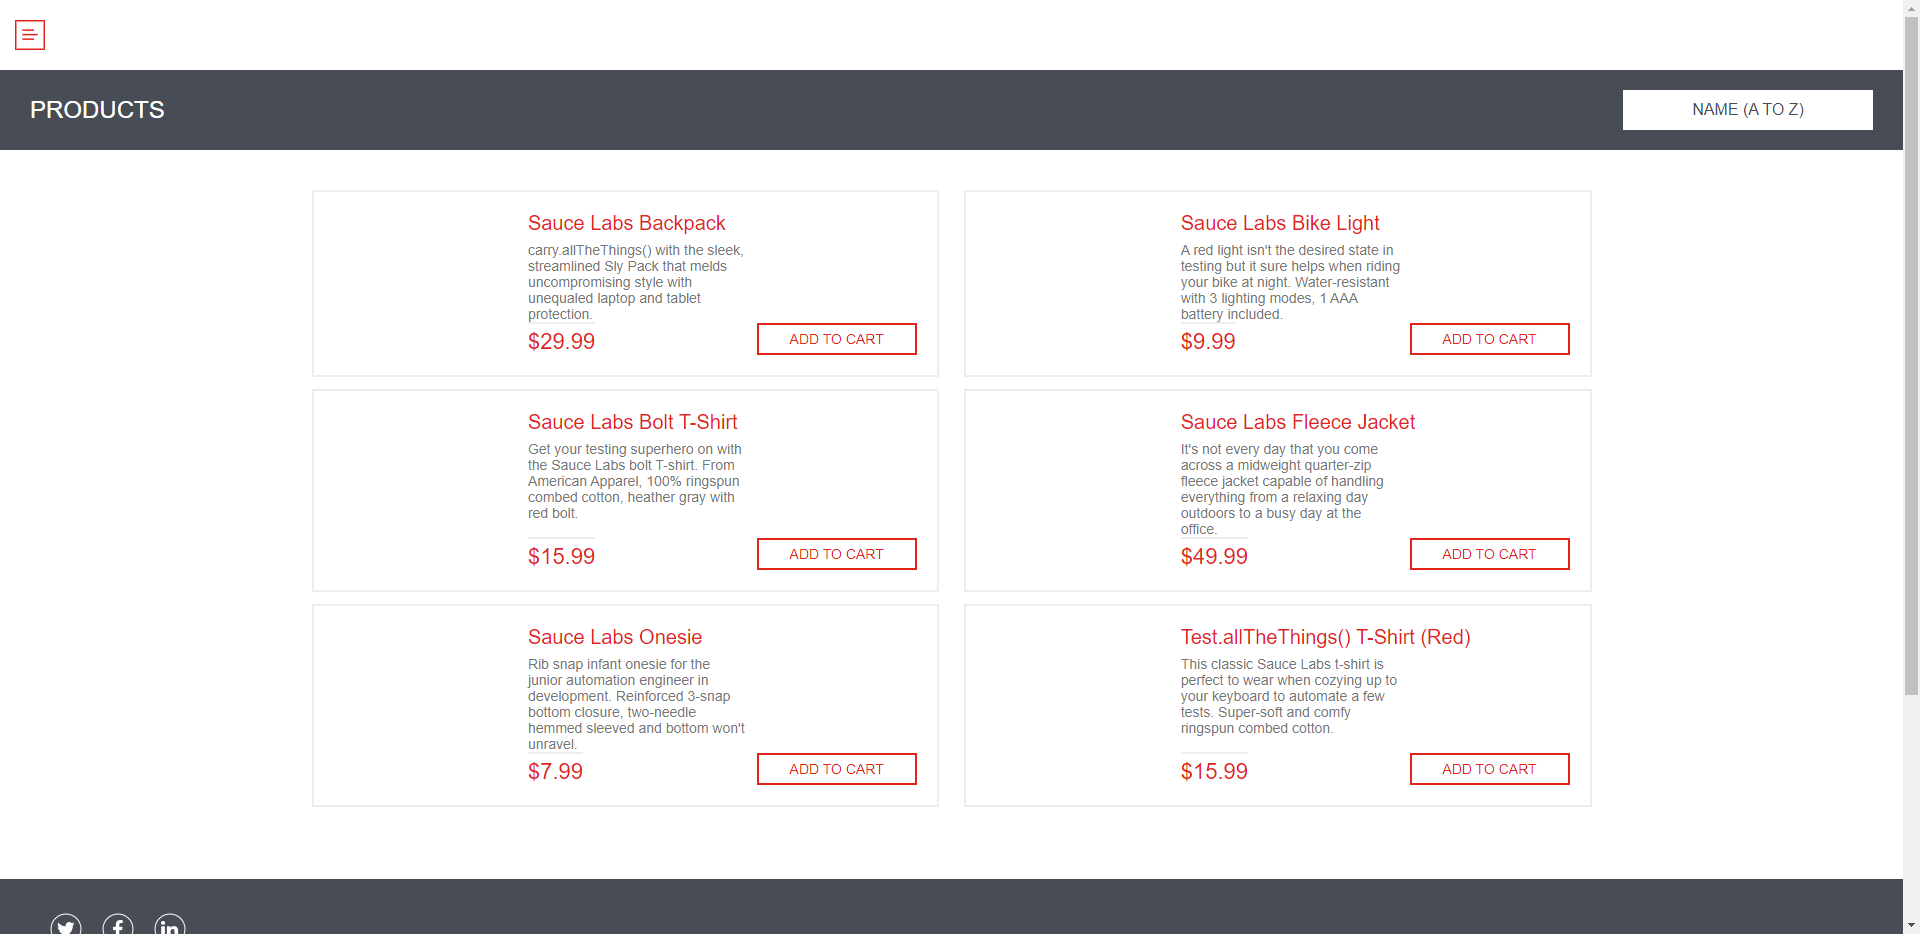 PRODUCTS
NAME (A TO Z)
Sauce Labs Backpack
carry.allTheThings() with the sleek,
streamlined Sly Pack that melds
uncompromising style with
unequaled laptop and tablet
protection.
$29.99
ADD TO CART
Sauce Labs Bike Light
A red light isn't the desired state in
testing but it sure helps when riding
your bike at night. Water-resistant
with 3 lighting modes, 1 AAA
battery included.
$9.99
ADD TO CART
Sauce Labs Bolt T-Shirt
Get your testing superhero on with
the Sauce Labs bolt T-shirt. From
American Apparel, 100% ringspun
combed cotton, heather gray with
red bolt.
$15.99
ADD TO CART
Sauce Labs Fleece Jacket
It's not every day that you come
across a midweight quarter-zip
fleece jacket capable of handling
everything from a relaxing day
outdoors to a busy day at the
office.
$49.99
ADD TO CART
Sauce Labs Onesie
Rib snap infant onesie for the
junior automation engineer in
development. Reinforced 3-snap
bottom closure, two-needle
hemmed sleeved and bottom won't
unravel.
$7.99
ADD TO CART
Test.allTheThings() T-Shirt (Red)
This classic Sauce Labs t-shirt is
perfect to wear when cozying up to
your keyboard to automate a few
tests. Super-soft and comfy
ringspun combed cotton.
$15.99
ADD TO CART